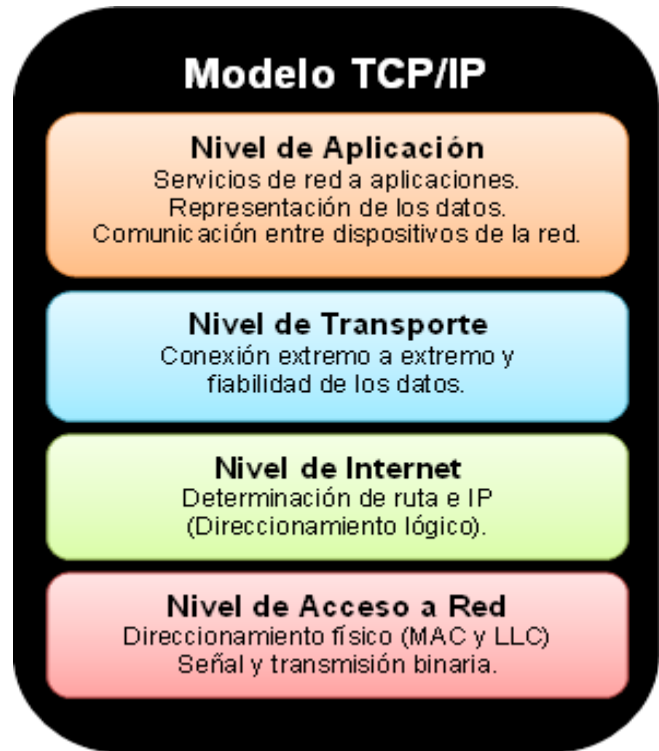 Modelo TCP/IP
Nivel de Aplicación
Servicios de red a aplicaciones.
Representación de los datos.
Comunicación entre dispositivos de la red.
Nivel de Transporte
Conexión extremo a extremo y
fiabilidad de los datos.
Nivel de Internet
Determinación de ruta e IP
(Direccionamiento lógico).
Nivel de Acceso a Red
Direccionamiento físico (MAC y LLC)
Señal y transmisión binaria.